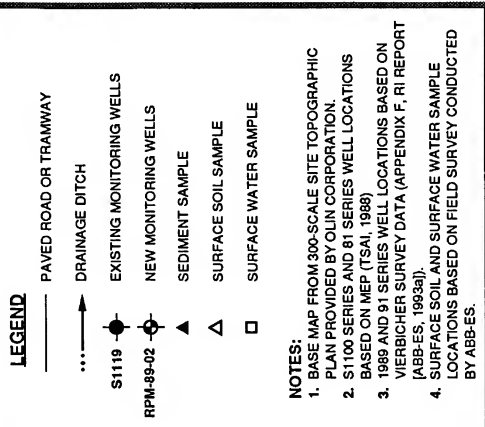 LEGEND
PAVED ROAD OR TRAMWAY
DRAINAGE DITCH
S1119 EXISTING MONITORING WELLS
RPM-89-02 NEW MONITORING WELLS
SEDIMENT SAMPLE
SURFACE SOIL SAMPLE
SURFACE WATER SAMPLE
NOTES:
1. BASE MAP FROM 300-SCALE SITE TOPOGRAPHIC
PLAN PROVIDED BY OLIN CORPORATION.
2. S1100 SERIES AND 81 SERIES WELL LOCATIONS
BASED ON MEP (TSAI, 1988)
3. 1989 AND 91 SERIES WELL LOCATIONS BASED ON
VIERBICHER SURVEY DATA (APPENDIX F, RI REPORT
[ABB-ES, 1993a]).
4. SURFACE SOIL AND SURFACE WATER SAMPLE
LOCATIONS BASED ON FIELD SURVEY CONDUCTED
BY ABB-ES.